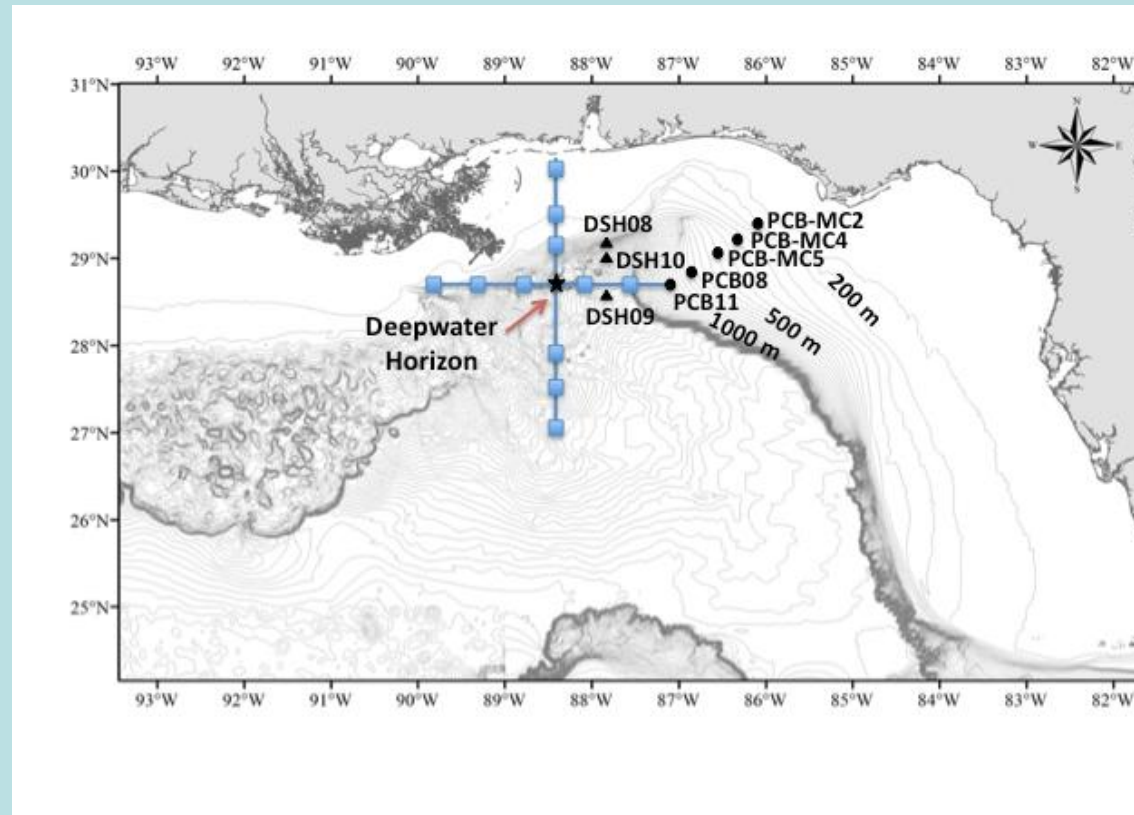 93°W 92°W 91°W 90°W 89°W 88°W 87°W 86°W 85°W 84°W 83°W 82°W
31°N
N
W E
S
30°N
PCB-MC2
DSH08
PCB-MC4
29°N
DSH10
PCB-MC5
PCB08
200 m
PCB11
DSH09
500 m
Deepwater
Horizon
1000 m
28°N
27°N
26°N
25°N
93°W 92°W 91°W 90°W 89°W 88°W 87°W 86°W 85°W 84°W 83°W 82°W